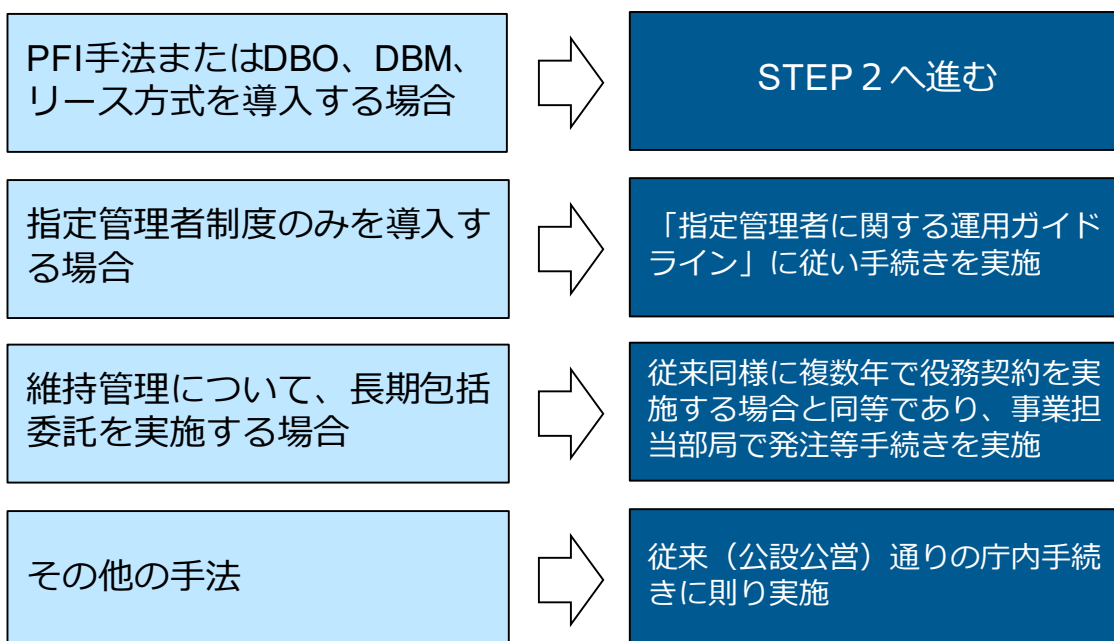 PFI手法またはDBO、DBM、
リース方式を導入する場合
STEP２へ進む
指定管理者制度のみを導入す
る場合
「指定管理者に関する運用ガイド
ライン」に従い手続きを実施
維持管理について、長期包括
委託を実施する場合
従来同様に複数年で役務契約を実
施する場合と同等であり、事業担
当部局で発注等手続きを実施
その他の手法
従来（公設公営）通りの庁内手続
きに則り実施